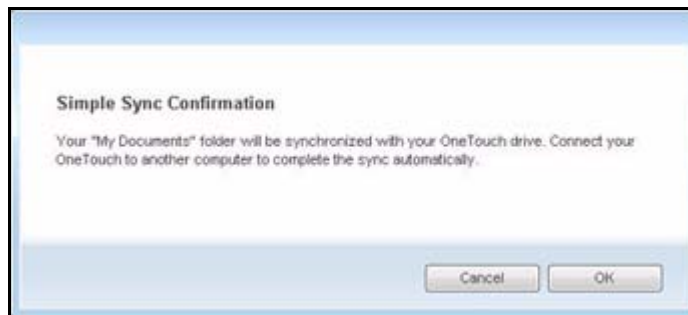 Simple Sync Confirmation
Your "My Documents" folder will be synchronized with your OneTouch drive. Connect your
OneTouch to another computer to complete the sync automatically.
Cancel
OK